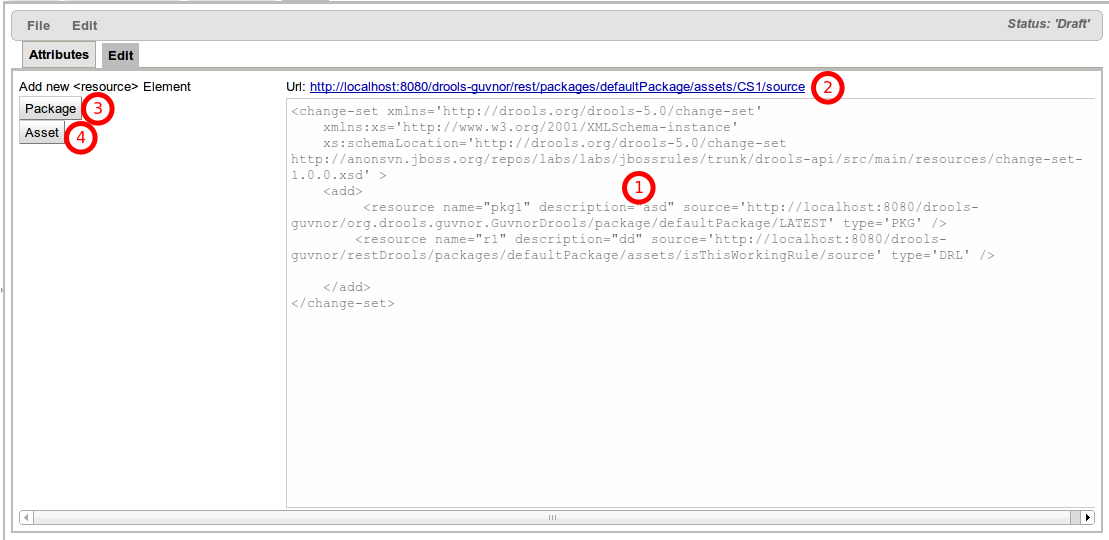 File Edit Status: 'Draft'
Attributes Edit
Add new <resource> Element
Package 3
Asset 4
Url: http://localhost:8080/drools-guvnor/rest/packages/defaultPackage/assets/CS1/source 2
<change-set xmlns='http://drools.org/drools-5.0/change-set'
xmlns:xs='http://www.w3.org/2001/XMLSchema-instance'
xs:schemaLocation='http://drools.org/drools-5.0/change-set
http://anonsvn.jboss.org/repos/labs/labs/jbossrules/trunk/drools-api/src/main/resources/change-set-
1.0.0.xsd' >
1
<add>
<resource name="pkg1" description="asd" source='http://localhost:8080/drools-
guvnor/org.drools.guvnor.GuvnorDrools/package/defaultPackage/LATEST' type='PKG' />
<resource name="r1" description="dd" source='http://localhost:8080/drools-
guvnor/restDrools/packages/defaultPackage/assets/isThisWorkingRule/source' type='DRL' />
</add>
</change-set>